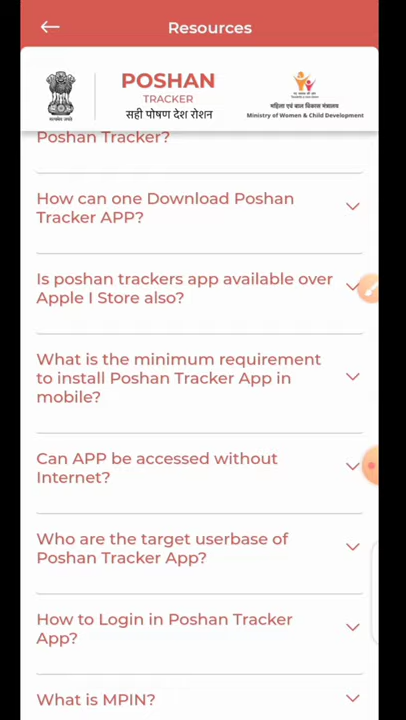 Resources
POSHAN
TRACKER
सही पोषण देश रोशन
सत्यमेव जयते
महिला एवं बाल विकास मंत्रालय
Ministry of Women & Child Development
Poshan Tracker?
How can one Download Poshan
Tracker APP?
Is poshan trackers app available over
Apple I Store also?
What is the minimum requirement
to install Poshan Tracker App in
mobile?
Can APP be accessed without
Internet?
Who are the target userbase of
Poshan Tracker App?
How to Login in Poshan Tracker
App?
What is MPIN?